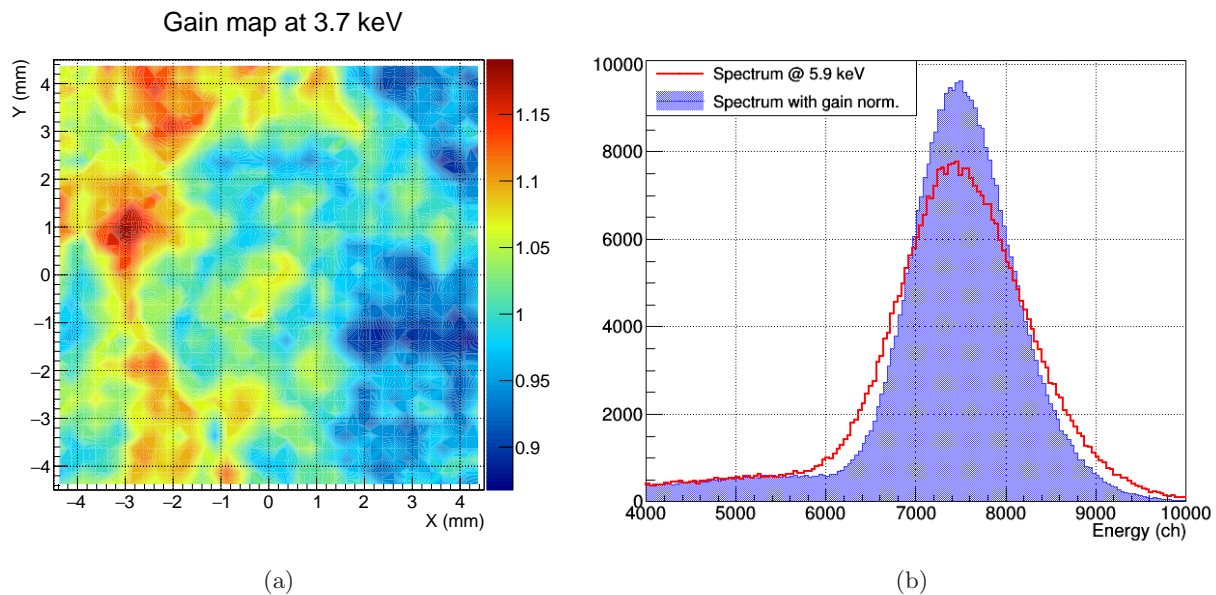 Gain map at 3.7 keV
Y (mm)
4
3
2
1
0
−1
−2
−3
−4
−4 −3 −2 −1 0 1 2 3 4
X (mm)
1.15
1.1
1.05
1
0.95
0.9
(a)
10000
8000
6000
4000
2000
0
Spectrum @ 5.9 keV
Spectrum with gain norm.
4000 5000 6000 7000 8000 9000 10000
Energy (ch)
(b)